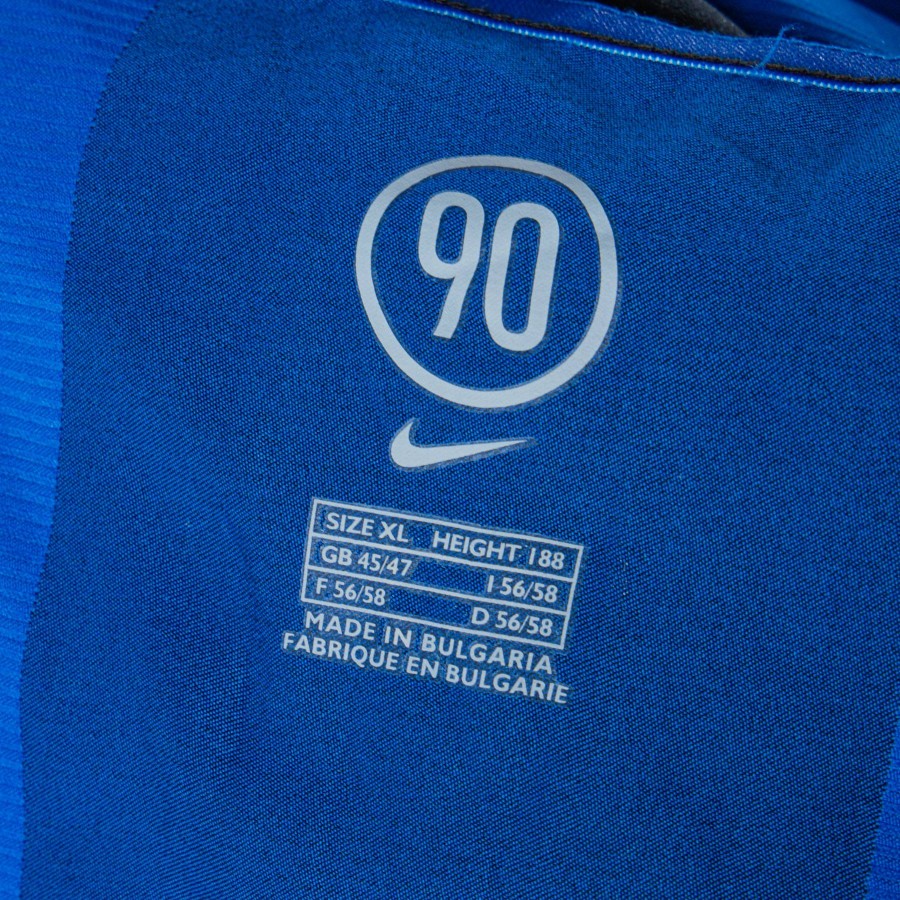 90
SIZE XL HEIGHT 188
GB 45/47 I 56/58
F 56/58 D 56/58
MADE IN BULGARIA
FABRIQUE EN BULGARIE